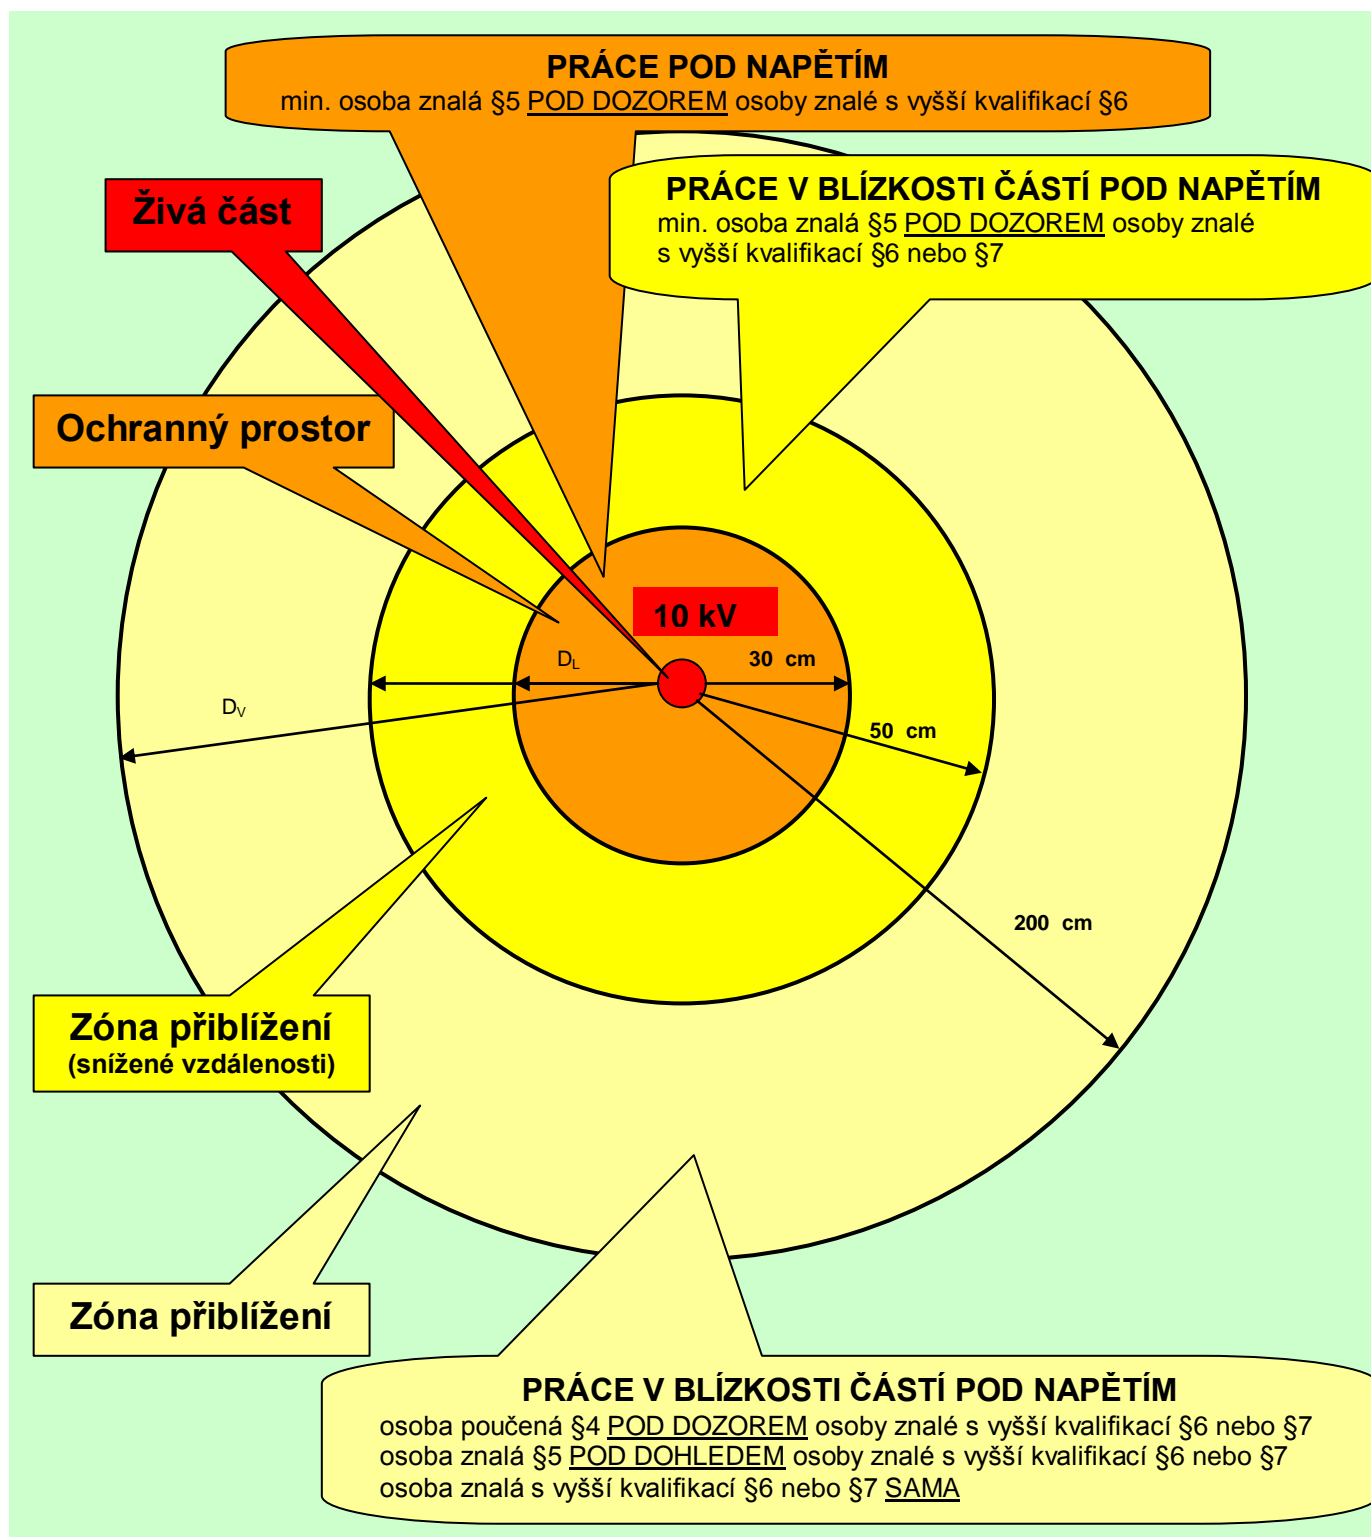 PRÁCE POD NAPĚTÍM
min. osoba znalá §5 POD DOZOREM osoby znalé s vyšší kvalifikací §6
PRÁCE V BLÍZKOSTI ČÁSTÍ POD NAPĚTÍM
min. osoba znalá §5 POD DOZOREM osoby znalé
s vyšší kvalifikací §6 nebo §7
Živá část
Ochranný prostor
10 kV
D_L
30 cm
D_V
50 cm
200 cm
Zóna přiblížení
(snížené vzdálenosti)
Zóna přiblížení
PRÁCE V BLÍZKOSTI ČÁSTÍ POD NAPĚTÍM
osoba poučená §4 POD DOZOREM osoby znalé s vyšší kvalifikací §6 nebo §7
osoba znalá §5 POD DOHLEDEM osoby znalé s vyšší kvalifikací §6 nebo §7
osoba znalá s vyšší kvalifikací §6 nebo §7 SAMA